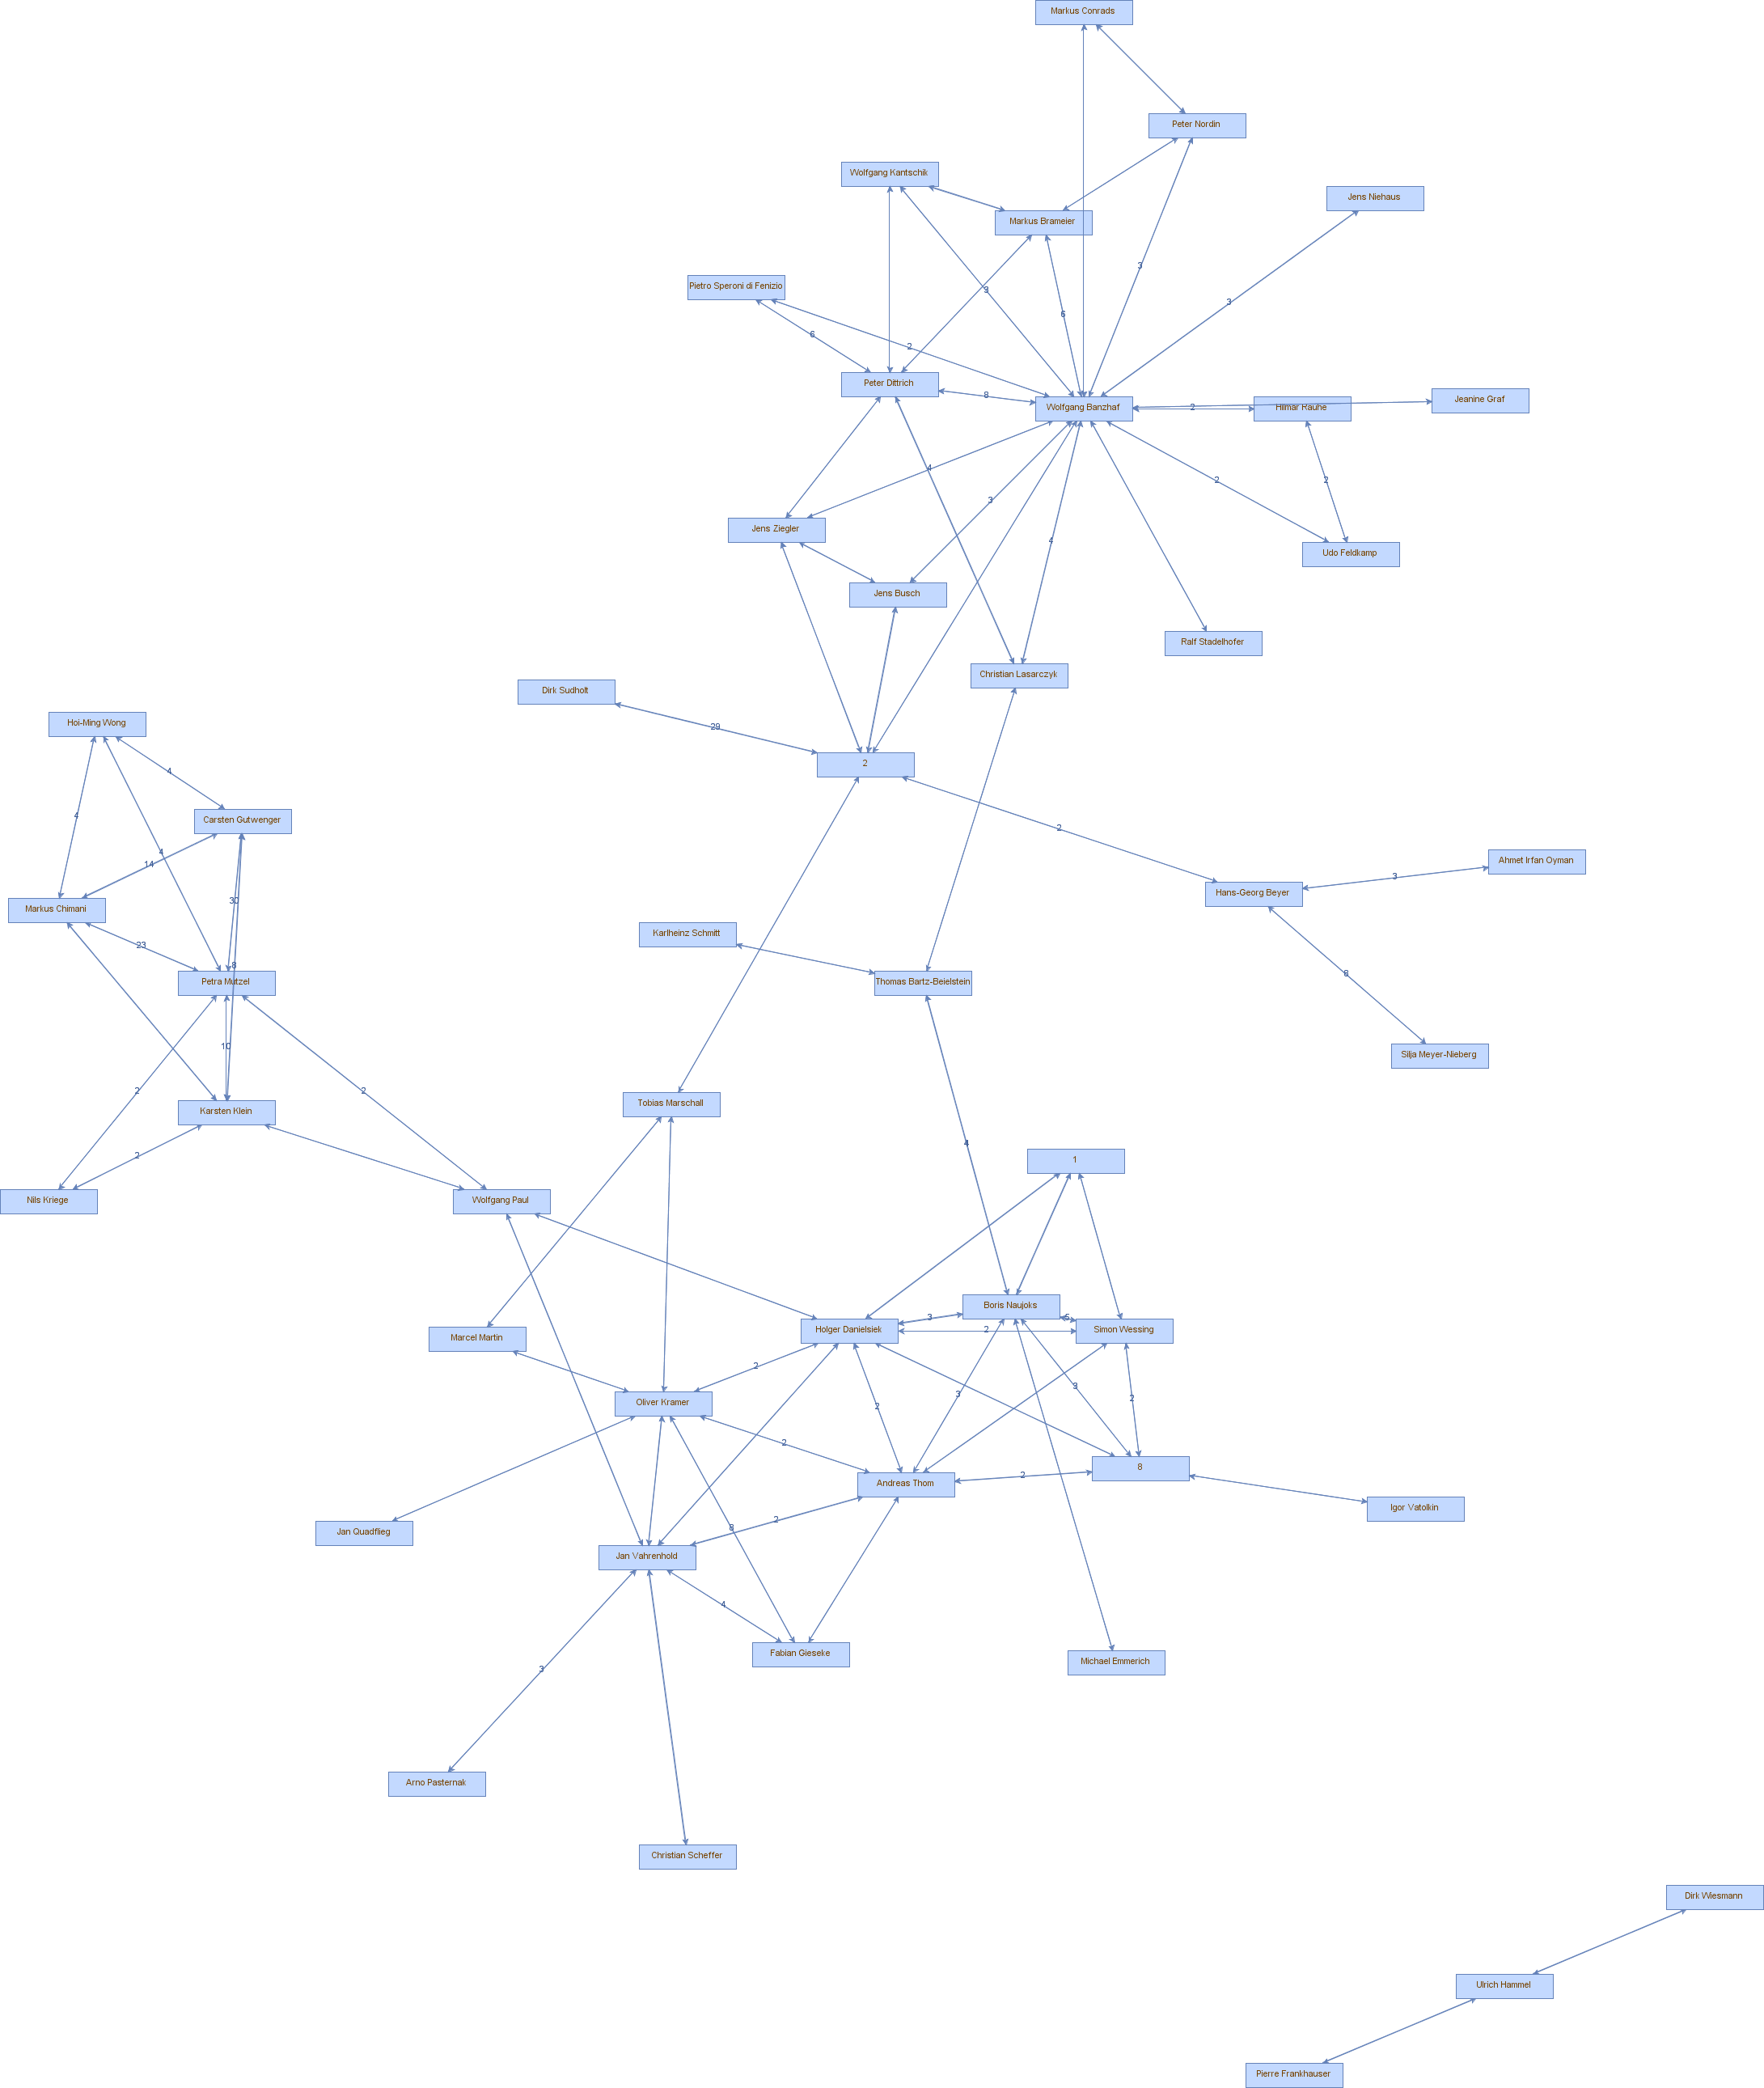 Markus Conrads
Peter Nordin
Wolfgang Kantschik
Jens Niehaus
Markus Brameier
3
Pietro Speroni di Fenizio
3
3
6
6
2
Peter Dittrich
8
Wolfgang Banzhaf
2
Hilmar Rauhe
Jeanine Graf
4
2
2
3
Jens Ziegler
4
Udo Feldkamp
Jens Busch
Ralf Stadelhofer
Christian Lasarczyk
Dirk Sudholt
29
Hoi-Ming Wong
2
4
4
Carsten Gutwenger
2
4
14
Ahmet Irfan Oyman
3
Hans-Georg Beyer
30
Markus Chimani
Karlheinz Schmitt
23
8
8
Petra Mutzel
Thomas Bartz-Beielstein
10
Silja Meyer-Nieberg
2
2
Tobias Marschall
Karsten Klein
4
2
1
Nils Kriege
Wolfgang Paul
Boris Naujoks
3
5
Holger Danielsiek
2
Simon Wessing
Marcel Martin
2
3
3
2
Oliver Kramer
2
2
8
2
2
Andreas Thom
Igor Vatolkin
2
8
Jan Quadflieg
Jan Vahrenhold
4
Fabian Gieseke
Michael Emmerich
3
Arno Pasternak
Christian Scheffer
Dirk Wiesmann
Ulrich Hammel
Pierre Frankhauser